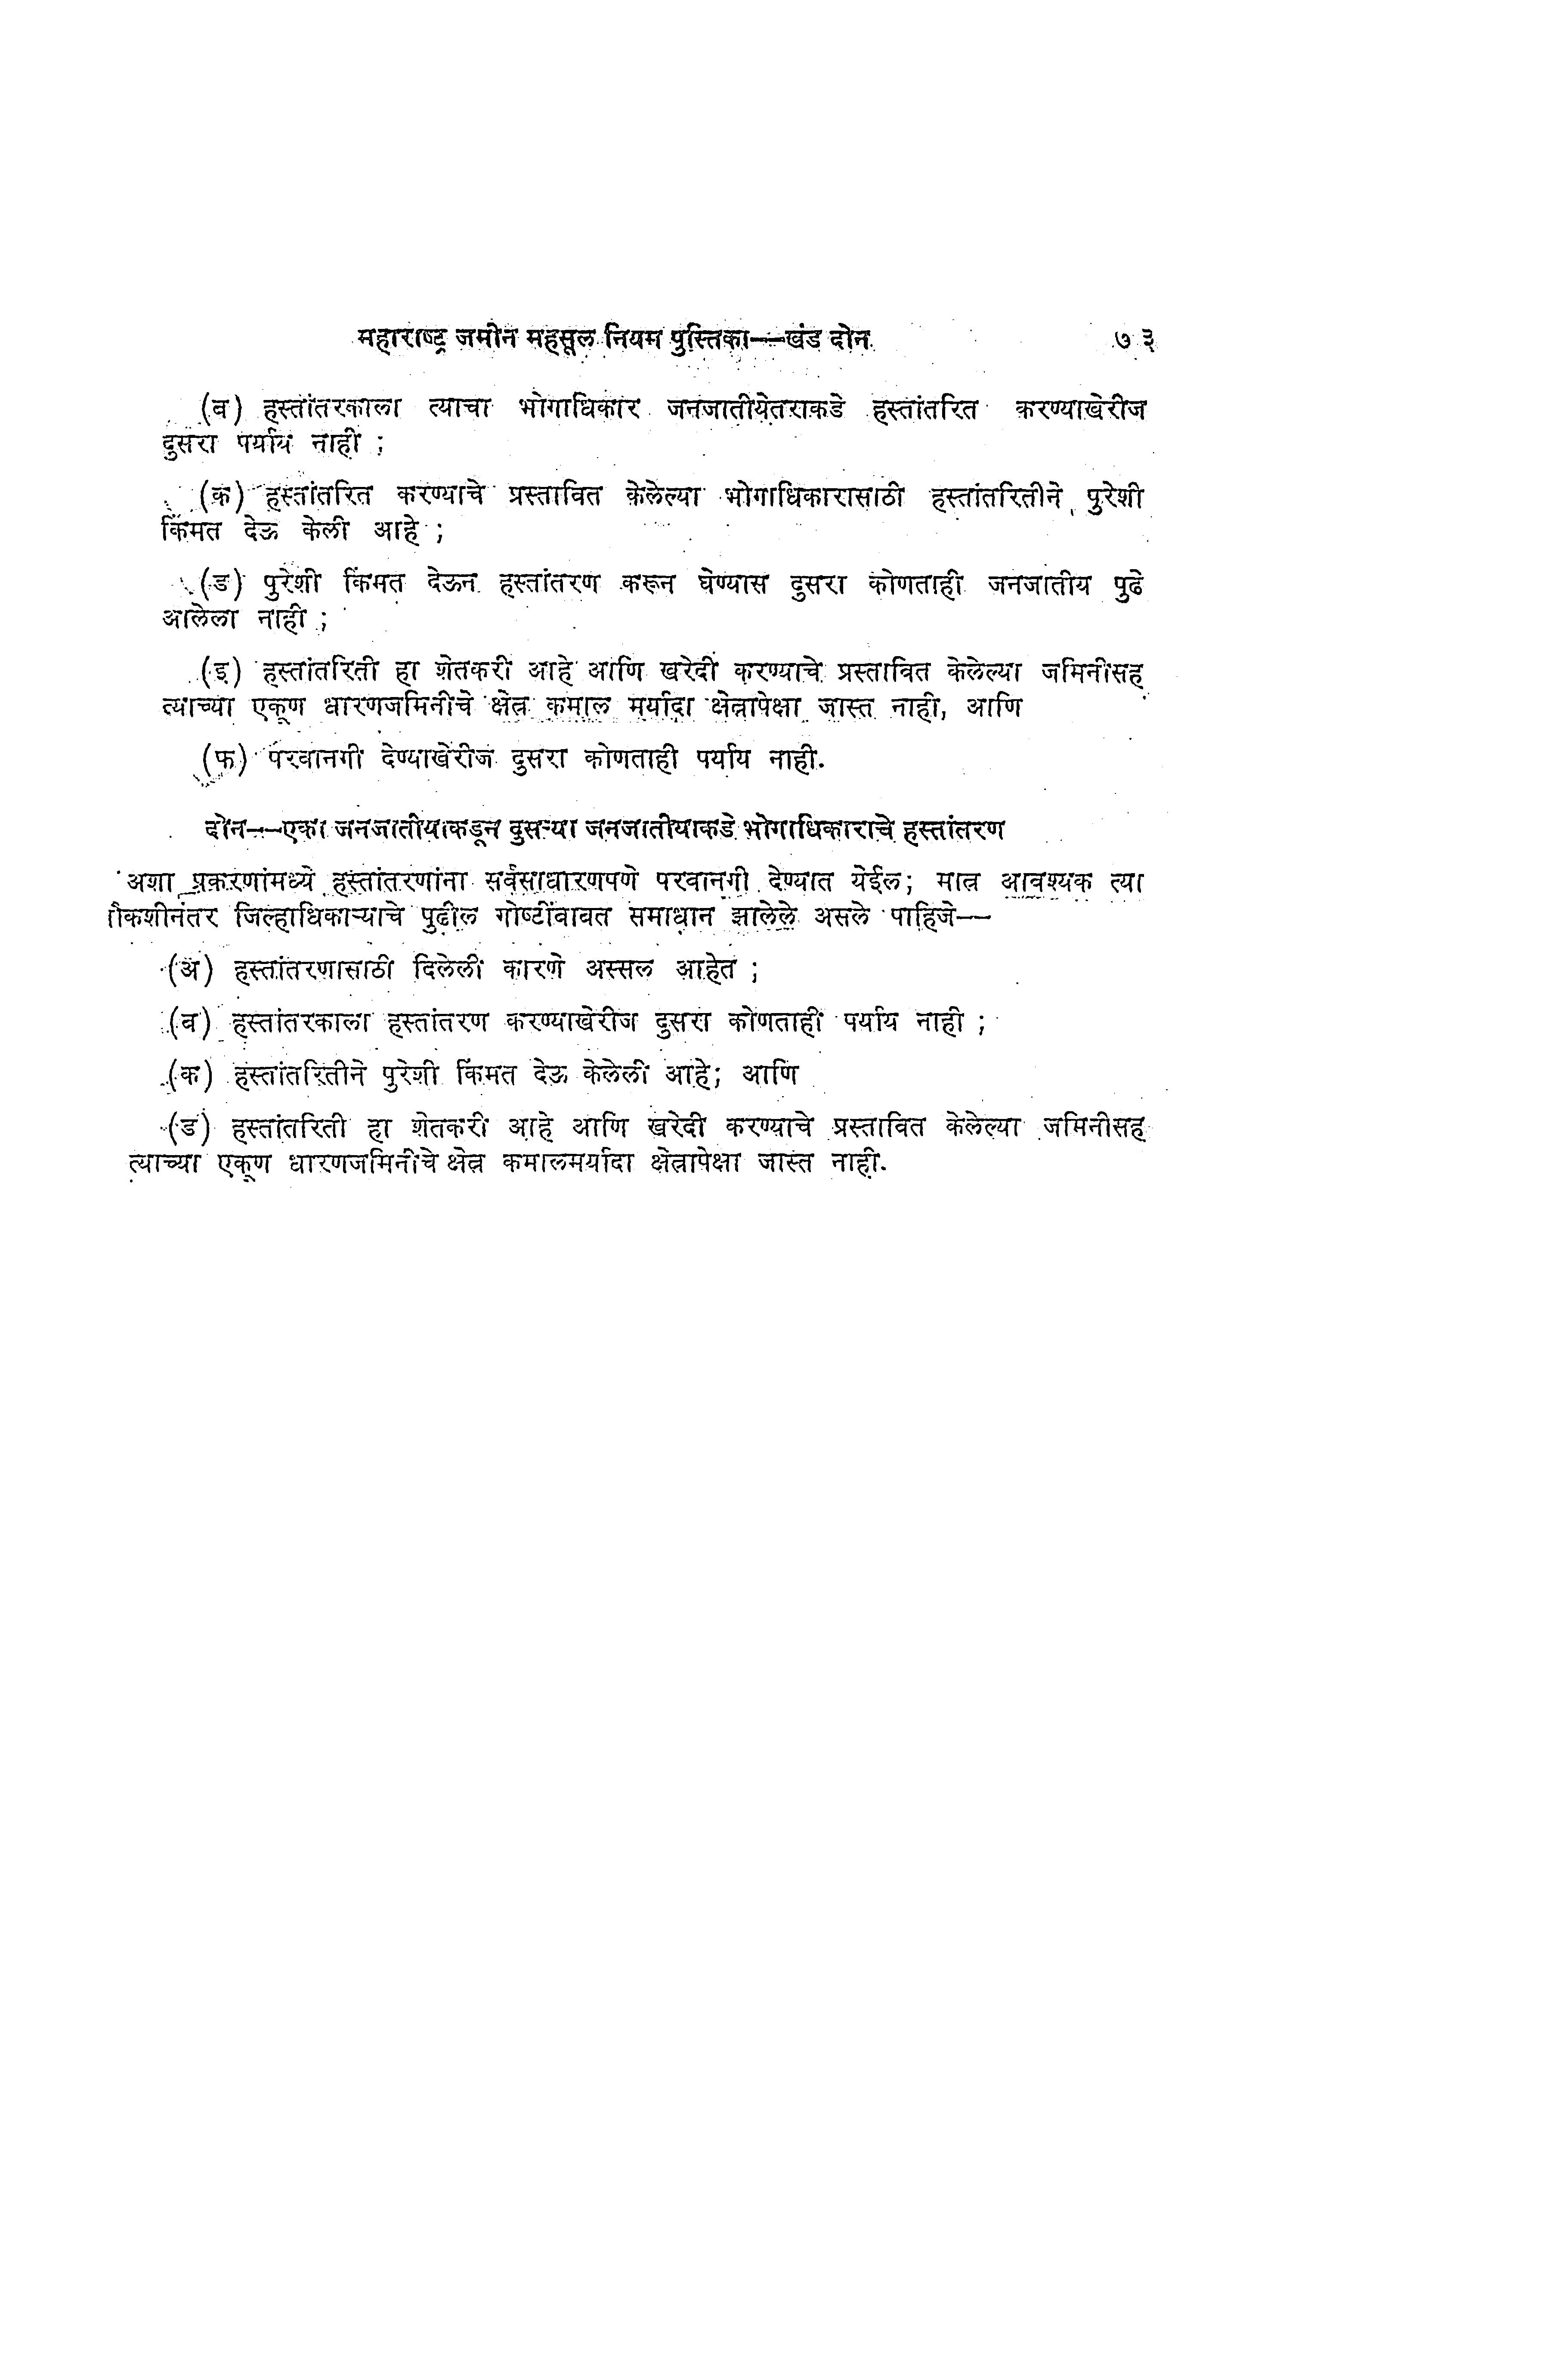 महाराष्ट्र जमीन महसूल नियम पुस्तिका––खंड दोन ७३
(ब) हस्तांतरकाला त्याचा भोगाधिकार जनजातीयेतराकडे हस्तांतरित करण्याखेरीज
दुसरा पर्याय नाही ;
(क) हस्तांतरित करण्याचे प्रस्तावित केलेल्या भोगाधिकारासाठी हस्तांतरितीने पुरेशी
किंमत देऊ केली आहे ;
(ड) पुरेशी किंमत देऊन हस्तांतरण करून घेण्यास दुसरा कोणताही जनजातीय पुढे
आलेला नाही ;
(इ) हस्तांतरिती हा शेतकरी आहे आणि खरेदी करण्याचे प्रस्तावित केलेल्या जमिनीसह
त्याच्या एकूण धारणजमिनीचे क्षेत्र कमाल मर्यादा क्षेत्रापेक्षा जास्त नाही, आणि
(फ) परवानगी देण्याखेरीज दुसरा कोणताही पर्याय नाही.
दोन––एका जनजातीयाकडून दुसऱ्या जनजातीयाकडे भोगाधिकाराचे हस्तांतरण
अशा प्रकरणांमध्ये हस्तांतरणांना सर्वसाधारणपणे परवानगी देण्यात येईल; मात्र आवश्यक त्या
चौकशीनंतर जिल्हाधिकाऱ्याचे पुढील गोष्टींबाबत समाधान झालेले असले पाहिजे––
(अ) हस्तांतरणासाठी दिलेली कारणे अस्सल आहेत ;
(ब) हस्तांतरकाला हस्तांतरण करण्याखेरीज दुसरा कोणताही पर्याय नाही ;
(क) हस्तांतरितीने पुरेशी किंमत देऊ केलेली आहे; आणि
(ड) हस्तांतरिती हा शेतकरी आहे आणि खरेदी करण्याचे प्रस्तावित केलेल्या जमिनीसह
त्याच्या एकूण धारणजमिनीचे क्षेत्र कमालमर्यादा क्षेत्रापेक्षा जास्त नाही.